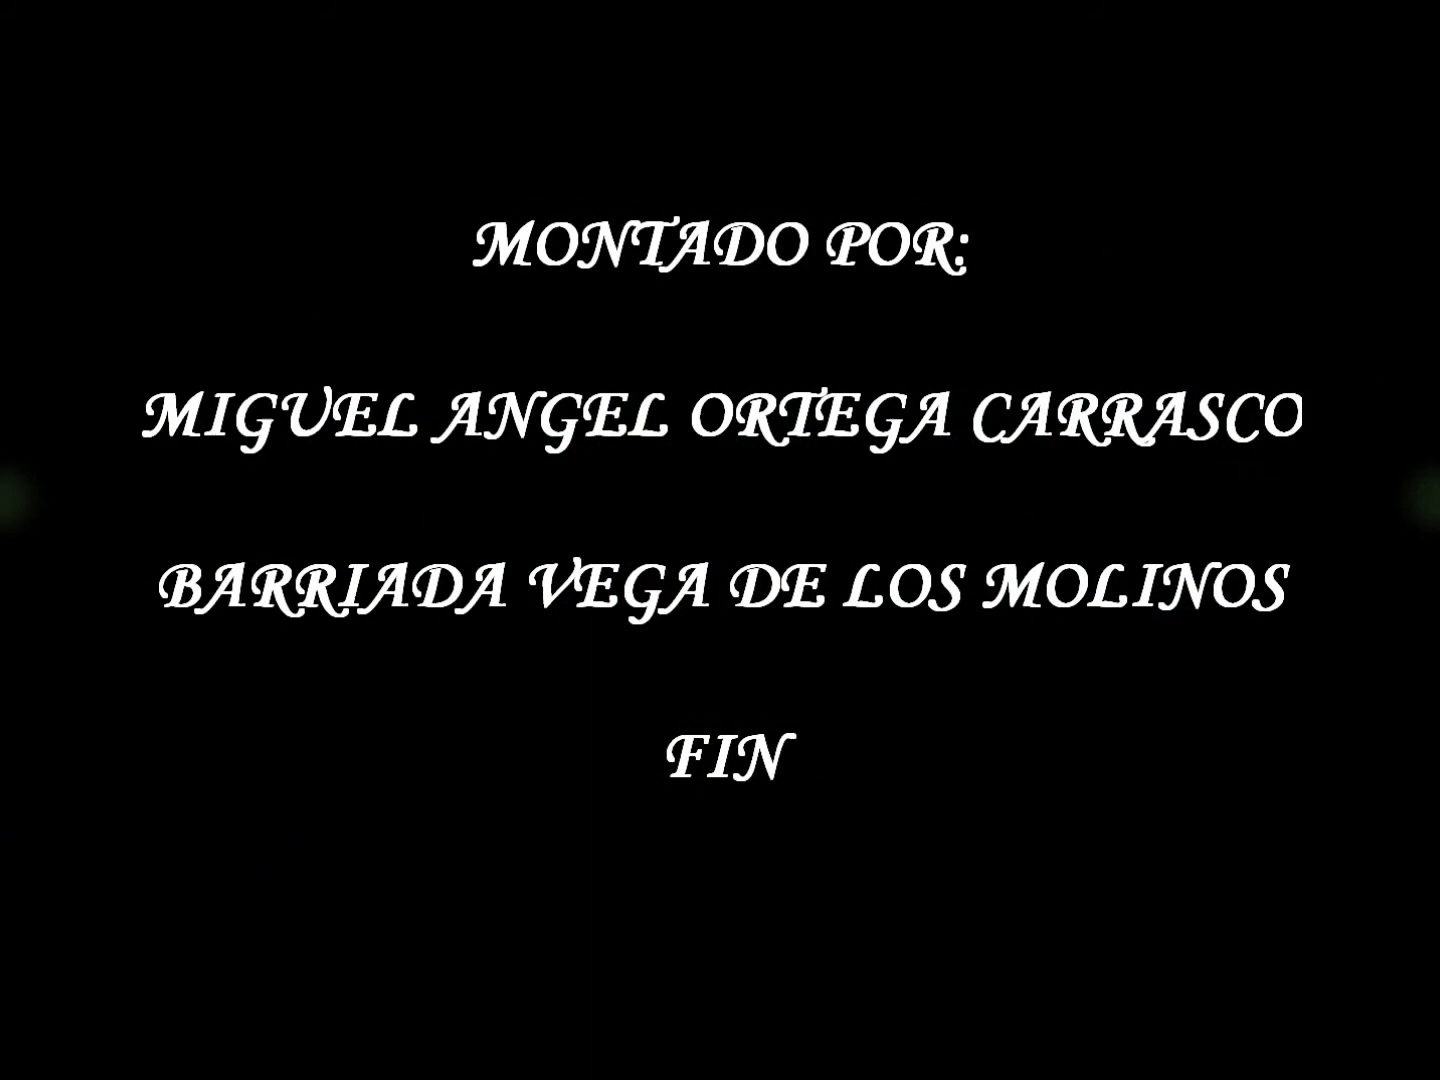 MONTADO POR:
MIGUEL ANGEL ORTEGA CARRASCO
BARRIADA VEGA DE LOS MOLINOS
FIN